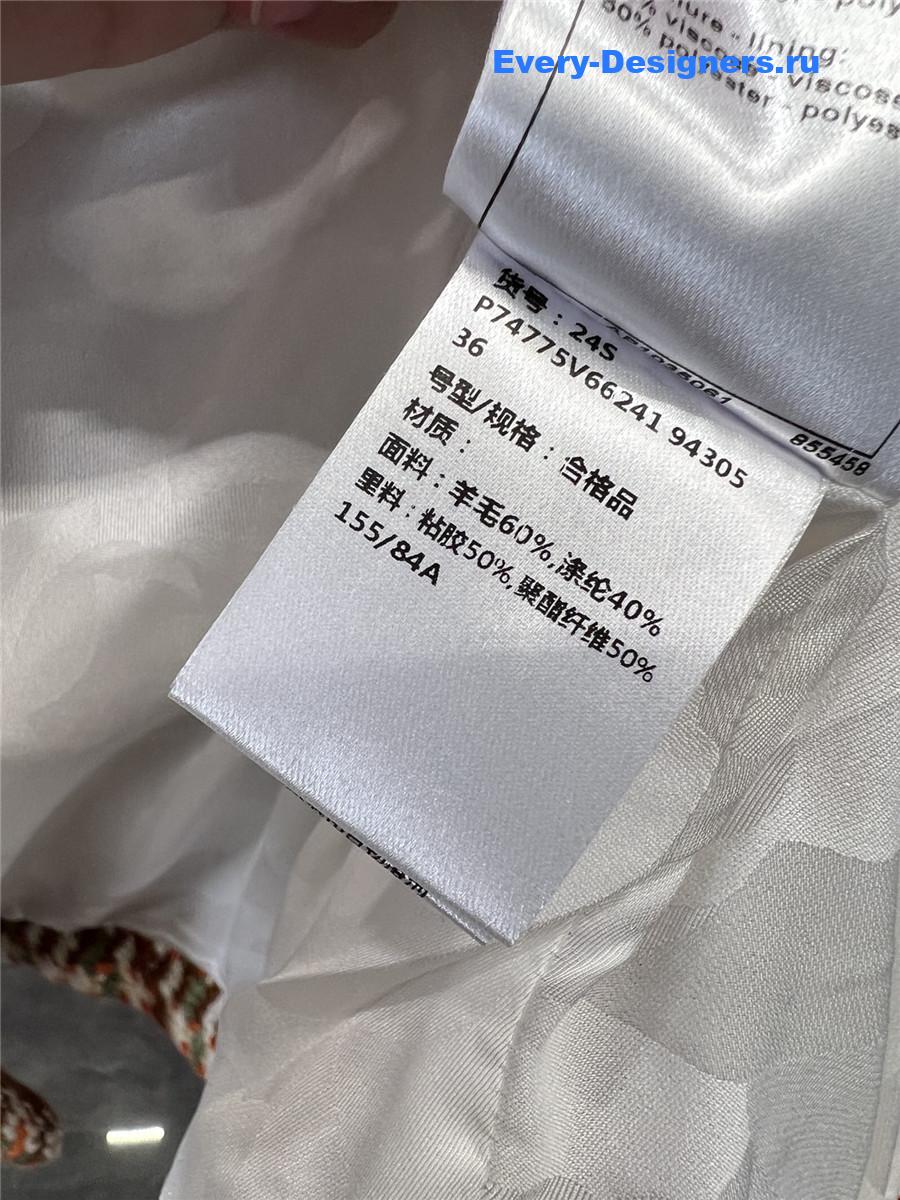 lining:
50% viscose - viscose
50% polyester - polyes
Every-Designers.ru
855458
货号：24S
P74775V66241 94305
36
号型/规格：合格品
材质：
面料：羊毛60%,涤纶40%
里料：粘胶50%,聚酯纤维50%
155/84A